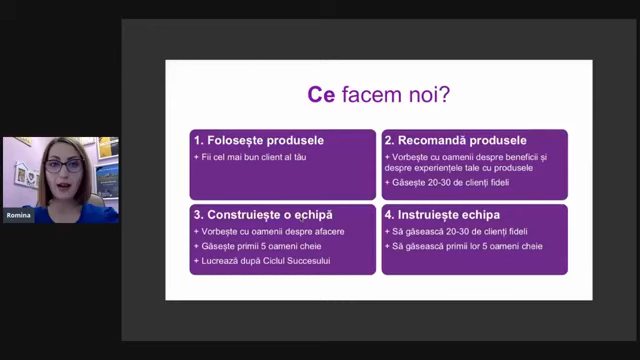 Ce facem noi?
1. Folosește produsele
+ Fii cel mai bun client al tău
2. Recomandă produsele
+ Vorbește cu oamenii despre beneficii și
despre experiențele tale cu produsele
+ Găsește 20-30 de clienți fideli
3. Construiește o echipă
+ Vorbește cu oamenii despre afacere
+ Găsește primii 5 oameni cheie
+ Lucrează după Ciclul Succesului
4. Instruiește echipa
+ Să găsească 20-30 de clienți fideli
+ Să găsească primii lor 5 oameni cheie
Romina